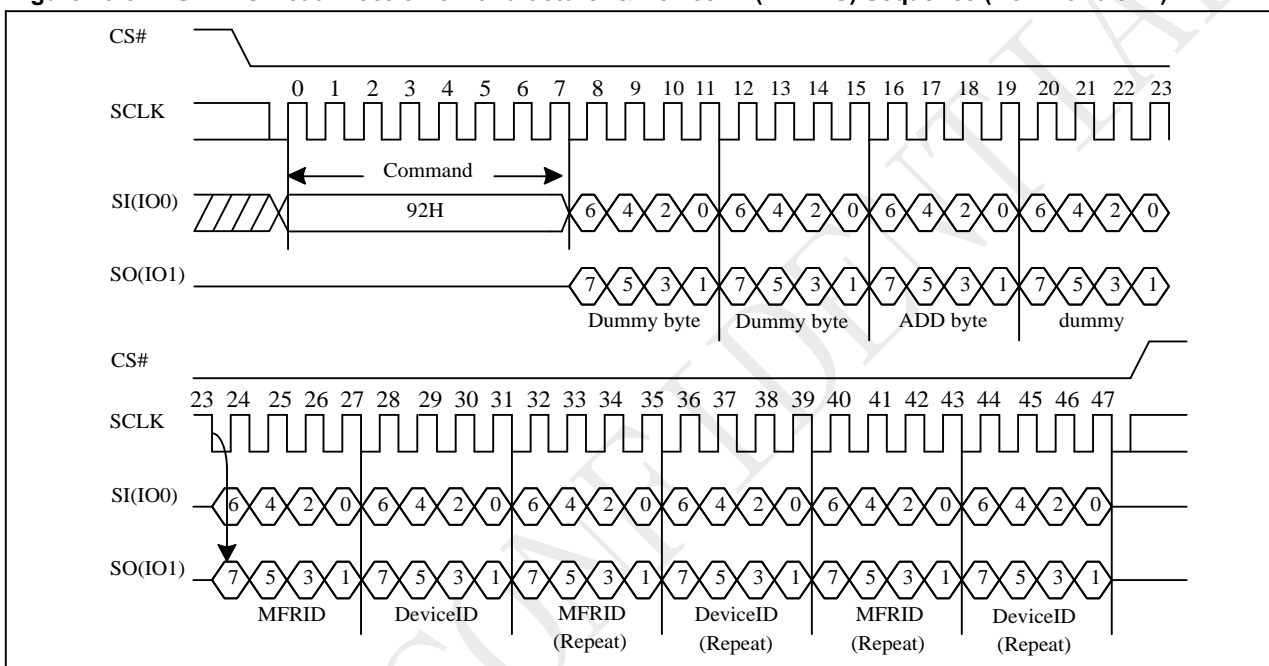 CS#
0 1 2 3 4 5 6 7 8 9 10 11 12 13 14 15 16 17 18 19 20 21 22 23
SCLK
Command
SI(IO0)
92H
6 4 2 0 6 4 2 0 6 4 2 0 6 4 2 0
SO(IO1)
7 5 3 1 7 5 3 1 7 5 3 1 7 5 3 1
Dummy byte Dummy byte ADD byte dummy
CS#
23 24 25 26 27 28 29 30 31 32 33 34 35 36 37 38 39 40 41 42 43 44 45 46 47
SCLK
SI(IO0)
6 4 2 0 6 4 2 0 6 4 2 0 6 4 2 0 6 4 2 0 6 4 2 0
SO(IO1)
7 5 3 1 7 5 3 1 7 5 3 1 7 5 3 1 7 5 3 1 7 5 3 1
MFRID DeviceID MFRID DeviceID MFRID DeviceID
(Repeat) (Repeat) (Repeat) (Repeat)
CONFIDENTIAL